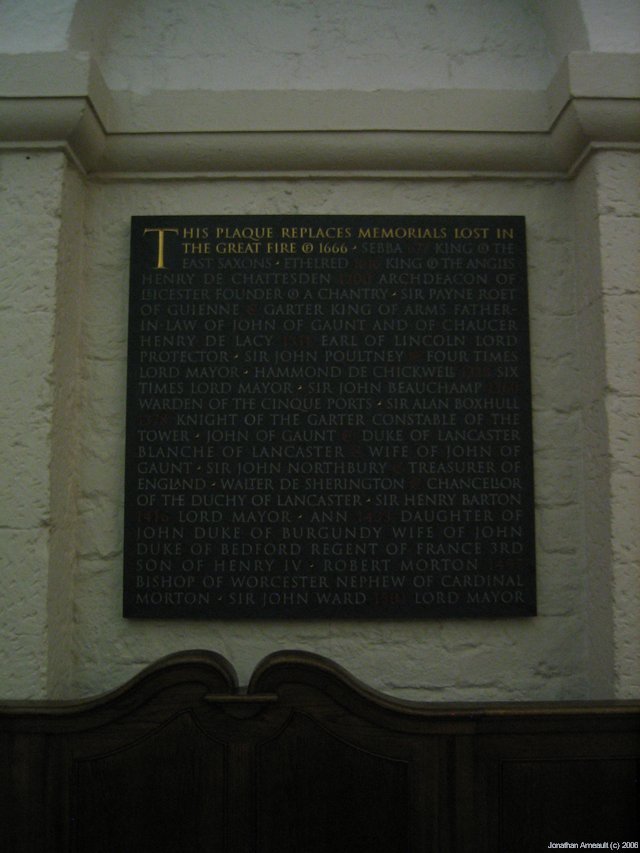 THIS PLAQUE REPLACES MEMORIALS LOST IN
THE GREAT FIRE OF 1666 · SEBBA 677 KING OF THE
EAST SAXONS · ETHELRED KING OF THE ANGLES
HENRY DE CHATTESDEN ARCHDEACON OF
LEICESTER FOUNDER OF A CHANTRY · SIR PAYNE ROET
OF GUIENNE GARTER KING OF ARMS FATHER-
IN-LAW OF JOHN OF GAUNT AND OF CHAUCER
HENRY DE LACY EARL OF LINCOLN LORD
PROTECTOR · SIR JOHN POULTNEY FOUR TIMES
LORD MAYOR · HAMMOND DE CHICKWELL SIX
TIMES LORD MAYOR · SIR JOHN BEAUCHAMP
WARDEN OF THE CINQUE PORTS · SIR ALAN BOXHULL
KNIGHT OF THE GARTER CONSTABLE OF THE
TOWER · JOHN OF GAUNT DUKE OF LANCASTER
BLANCHE OF LANCASTER WIFE OF JOHN OF
GAUNT · SIR JOHN NORTHBURY TREASURER OF
ENGLAND · WALTER DE SHERINGTON CHANCELLOR
OF THE DUCHY OF LANCASTER · SIR HENRY BARTON
LORD MAYOR · ANN DAUGHTER OF
JOHN DUKE OF BURGUNDY WIFE OF JOHN
DUKE OF BEDFORD REGENT OF FRANCE 3RD
SON OF HENRY IV · ROBERT MORTON
BISHOP OF WORCESTER NEPHEW OF CARDINAL
MORTON · SIR JOHN WARD LORD MAYOR
Jonathan Arneault (c) 2006